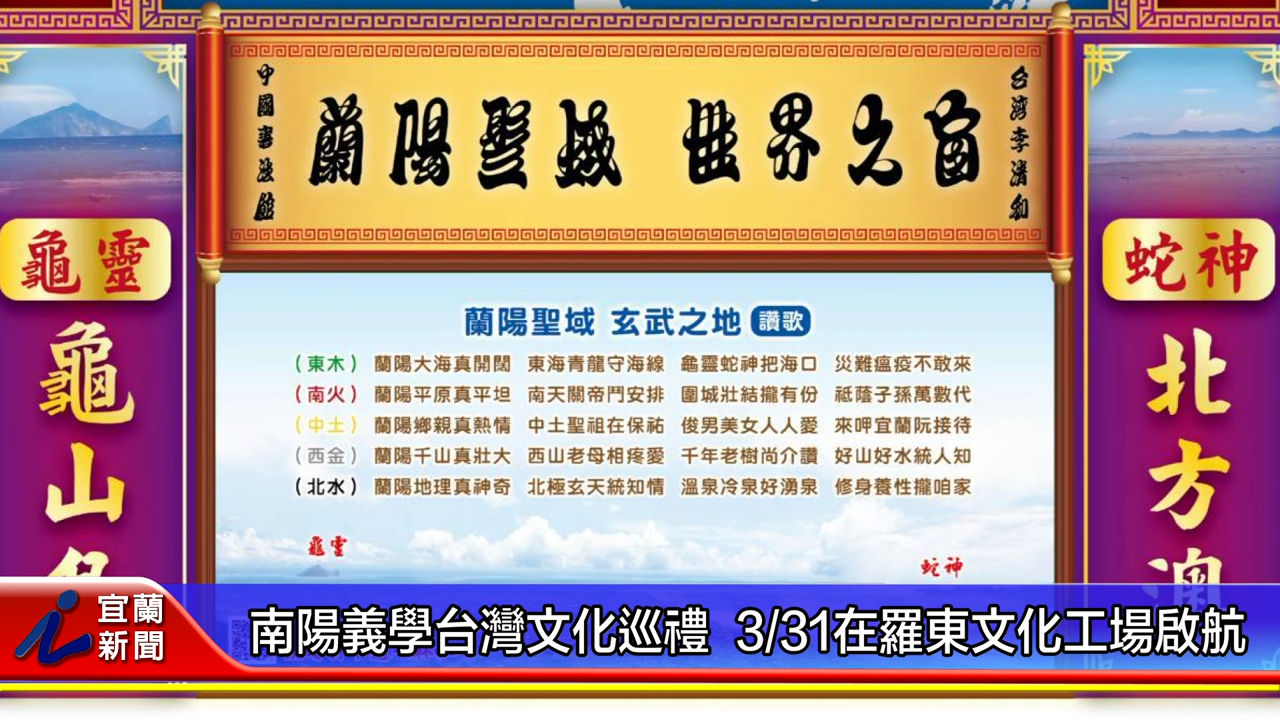 蘭陽聖域 世界之窗
台灣李清和
中國書法館
龜靈
龜山
蛇神
北方澳
蘭陽聖域 玄武之地 讚歌
(東木) 蘭陽大海真開闊 東海青龍守海線 龜靈蛇神把海口 災難瘟疫不敢來
(南火) 蘭陽平原真平坦 南天關帝鬥安排 圍城壯結攏有份 祗蔭子孫萬數代
(中土) 蘭陽鄉親真熱情 中土聖祖在保祐 俊男美女人人愛 來呷宜蘭阮接待
(西金) 蘭陽千山真壯大 西山老母相疼愛 千年老樹尚介讚 好山好水統人知
(北水) 蘭陽地理真神奇 北極玄天統知情 溫泉冷泉好湧泉 修身養性攏咱家
龜靈
蛇神
宜蘭
新聞
南陽義學台灣文化巡禮 3/31在羅東文化工場啟航